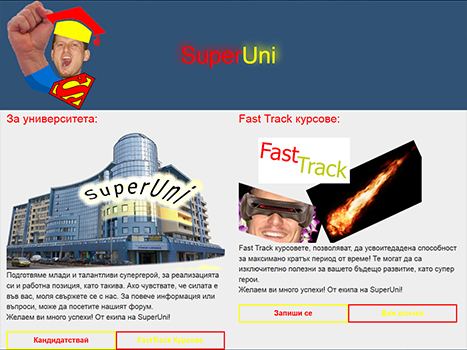 SuperUni
За университета:
SuperUni
Подготвяме млади и талантливи супергерой, за реализацията
си и работна позиция, като такива. Ако чувствате, че силата е
във вас, моля свържете се с нас. За повече информация или
въпроси, може да посетите нашият форум.
Желаем ви много успехи! От екипа на SuperUni!
Кандидатствай
Fast Track Курсове
Fast Track курсове:
Fast Track
Fast Track курсовете, позволяват, да усвоитедадена способност
за максимално кратък период от време! Те могат да са
изключително полезни за вашето бъдещо развитие, като супер
герои.
Желаем ви много успехи! От екипа на SuperUni!
Запиши се